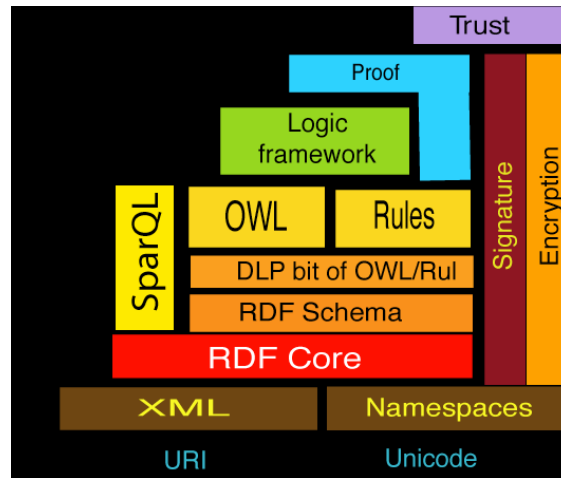 Trust
Proof
Logic
framework
SparQL
OWL
Rules
Signature
Encryption
DLP bit of OWL/Rul
RDF Schema
RDF Core
XML
Namespaces
URI
Unicode